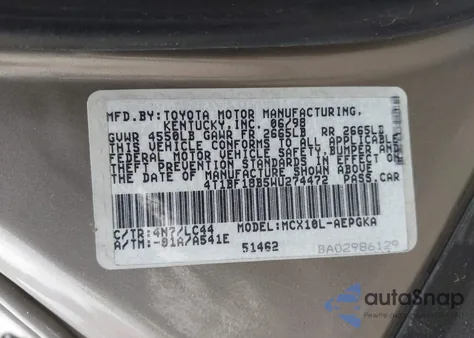 MFD.BY:TOYOTA MOTOR MANUFACTURING,
KENTUCKY,INC. 06/98
GVWR 4550LB GAWR FR 2665LB RR 2665LB
THIS VEHICLE CONFORMS TO ALL APPLICABLE
FEDERAL MOTOR VEHICLE SAFETY,BUMPER AND
THEFT PREVENTION STANDARDS IN EFFECT ON
THE DATE OF MANUFACTURE SHOWN ABOVE.
4T1BF18B5WU274472 PASS.CAR
C/TR:4N7/LC44 MODEL:MCX10L-AEPGKA
A/TM:-01A/A541E 51462 BA02986129
autoSnap